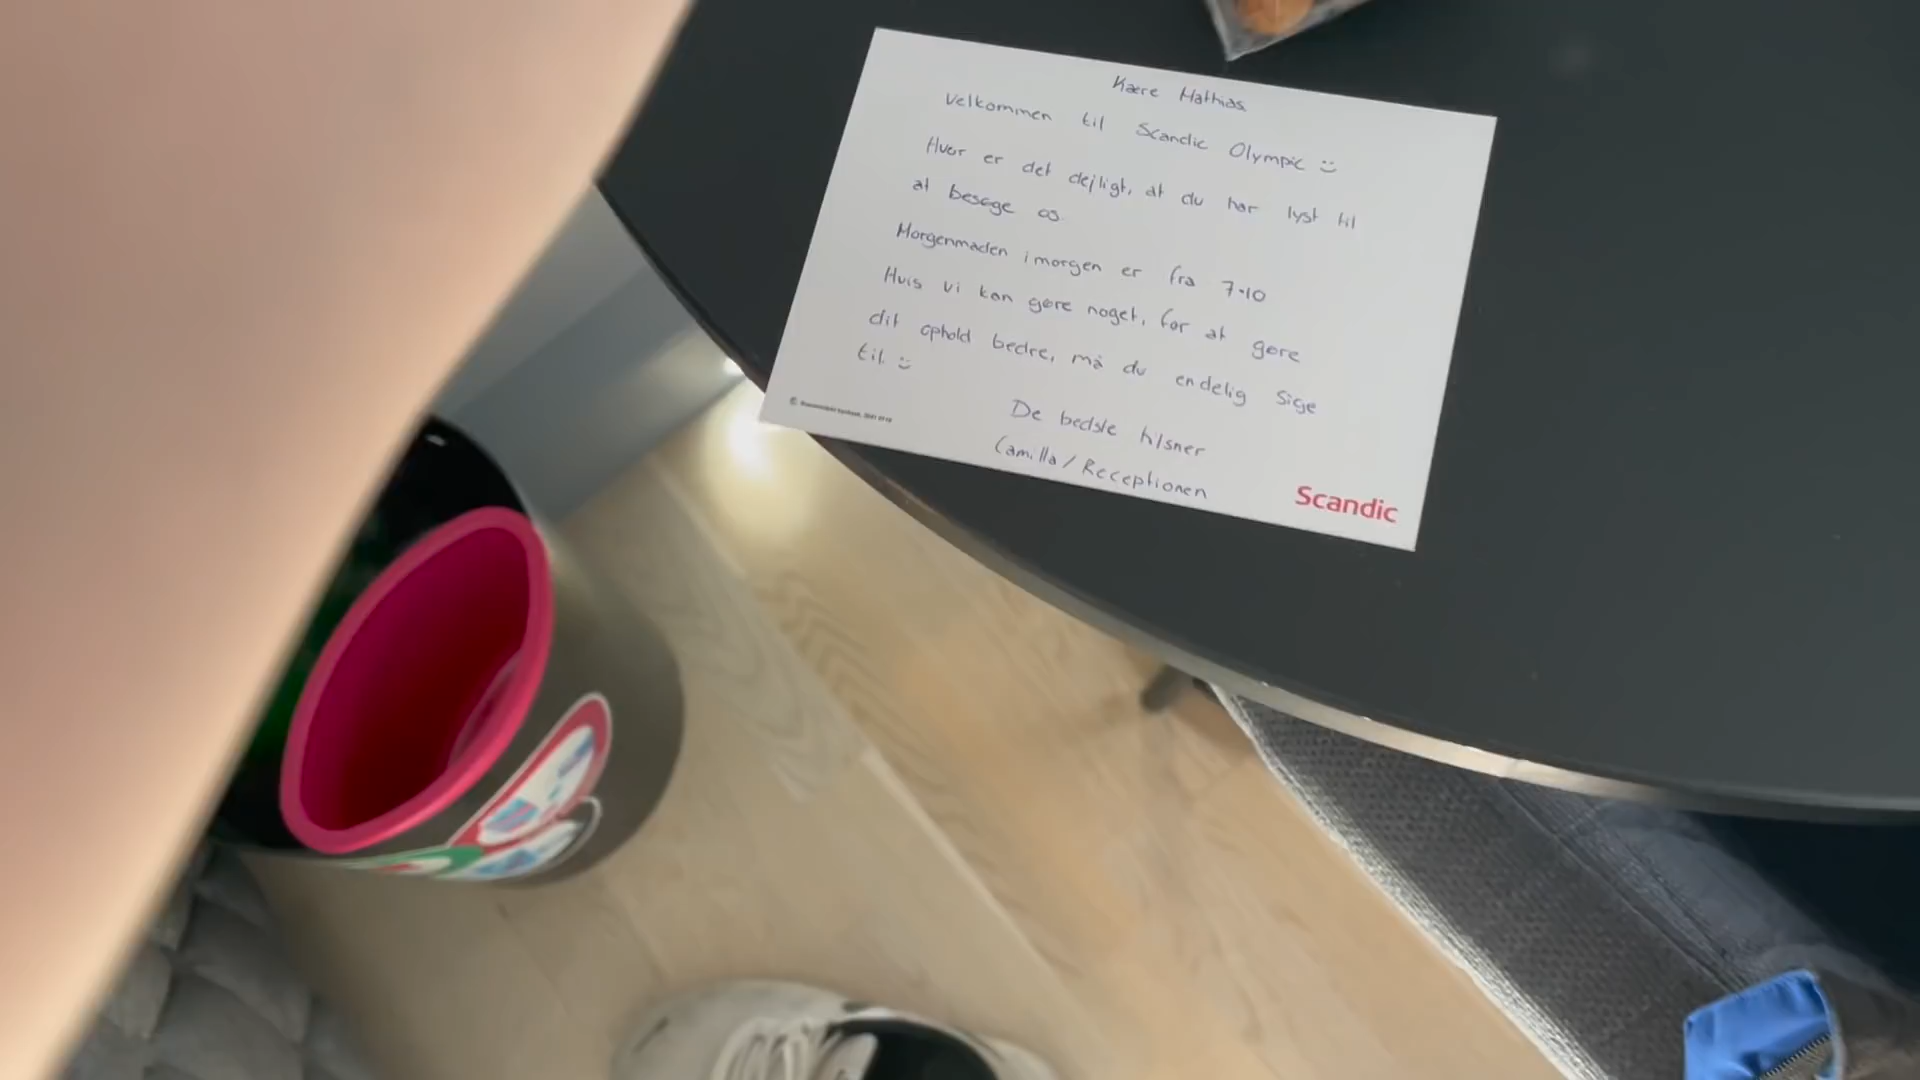 Kære Mathias
Velkommen til Scandic Olympic :)
Hvor er det dejligt, at du har lyst til
at besøge os.
Morgenmaden i morgen er fra 7-10
Hvis vi kan gøre noget, for at gøre
dit ophold bedre, må du endelig sige
til. :)
De bedste hilsner
Camilla / Receptionen
Scandic